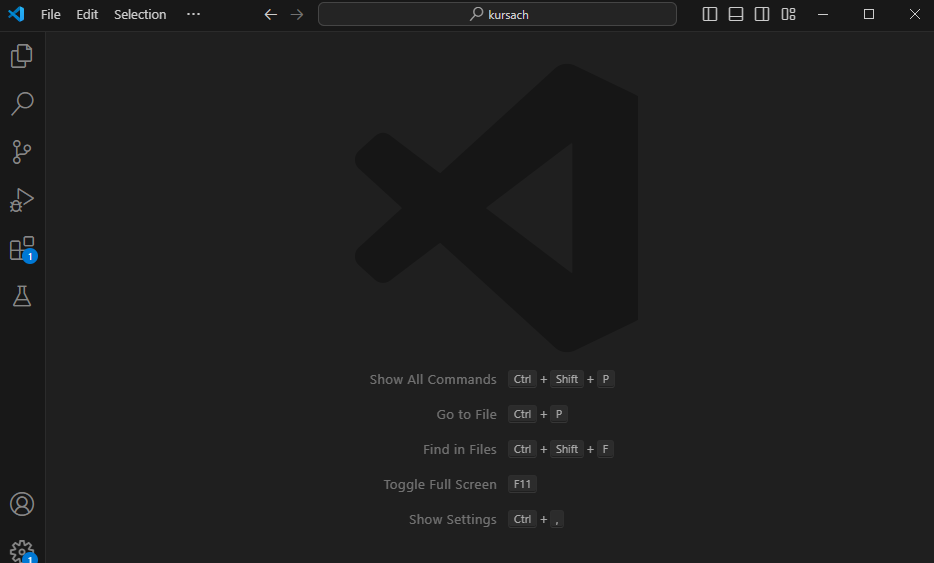 File Edit Selection ··· kursach
1
Show All Commands Ctrl + Shift + P
Go to File Ctrl + P
Find in Files Ctrl + Shift + F
Toggle Full Screen F11
Show Settings Ctrl + ,
1